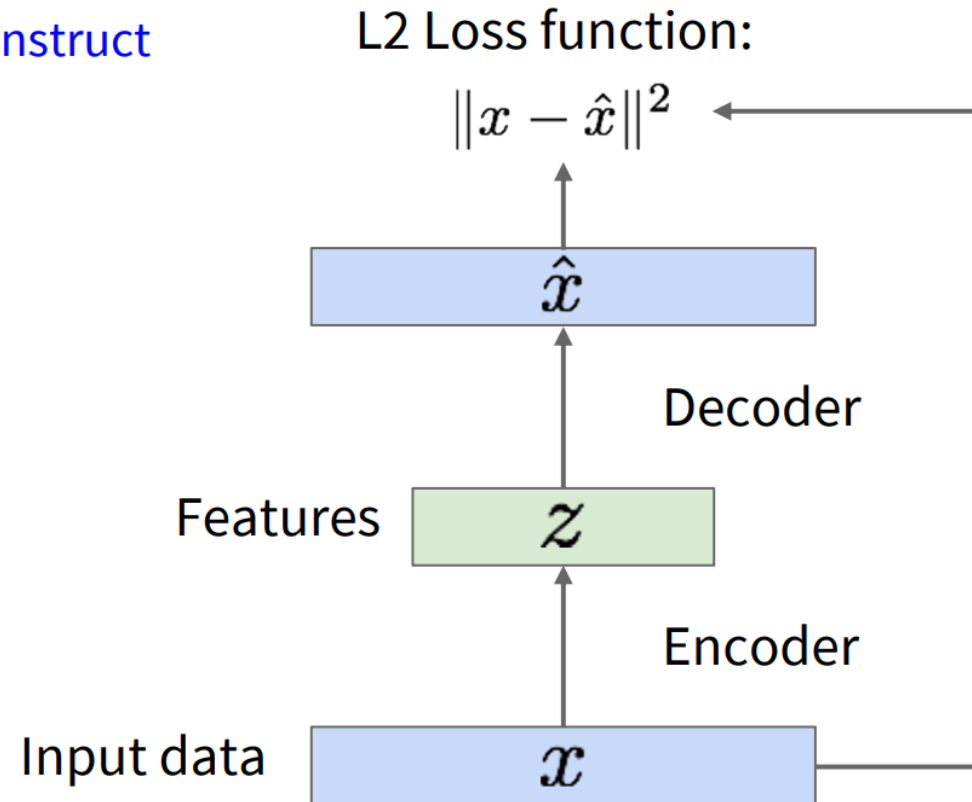 nstruct
L2 Loss function:
‖x − x̂‖²
x̂
Decoder
Features
z
Encoder
Input data
x